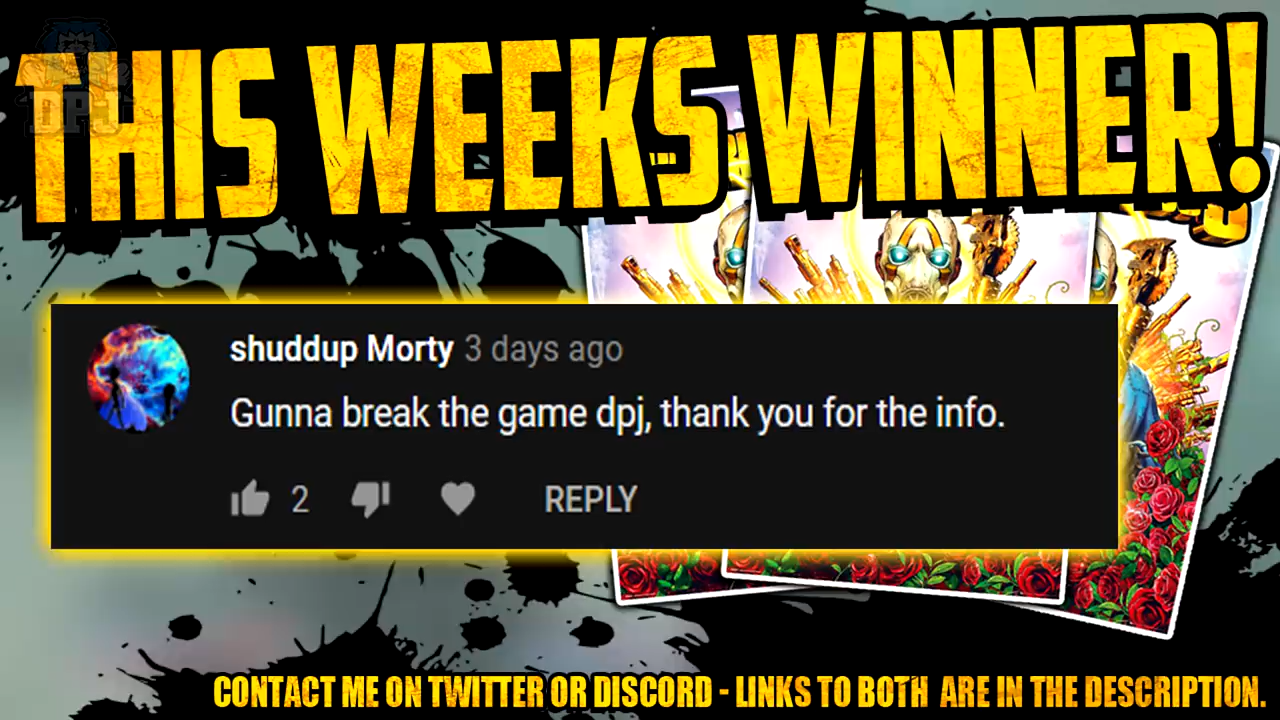 THIS WEEKS WINNER!
DPJ
shuddup Morty 3 days ago
Gunna break the game dpj, thank you for the info.
2 REPLY
CONTACT ME ON TWITTER OR DISCORD - LINKS TO BOTH ARE IN THE DESCRIPTION.